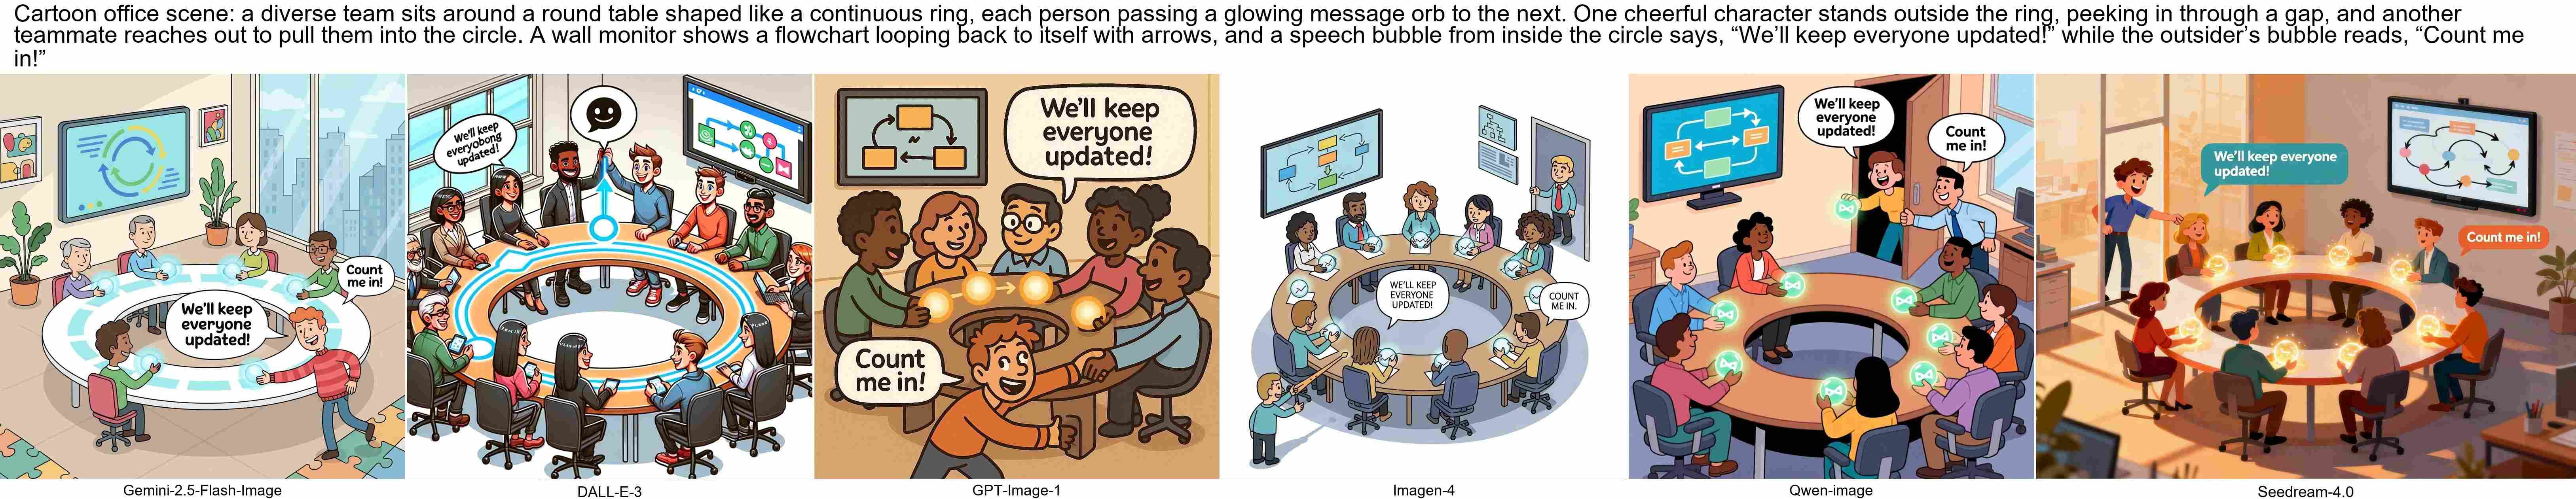 Cartoon office scene: a diverse team sits around a round table shaped like a continuous ring, each person passing a glowing message orb to the next. One cheerful character stands outside the ring, peeking in through a gap, and another
teammate reaches out to pull them into the circle. A wall monitor shows a flowchart looping back to itself with arrows, and a speech bubble from inside the circle says, “We’ll keep everyone updated!” while the outsider’s bubble reads, “Count me
in!”
Count
me in!
We’ll keep
everyone
updated!
We’ll keep
everyobong
updated!
We’ll keep
everyone
updated!
Count
me in!
WE’LL KEEP
EVERYONE
UPDATED!
COUNT
ME IN.
We’ll keep
everyone
updated!
Count
me in!
We’ll keep everyone
updated!
Count me in!
Gemini-2.5-Flash-Image
DALL-E-3
GPT-Image-1
Imagen-4
Qwen-image
Seedream-4.0